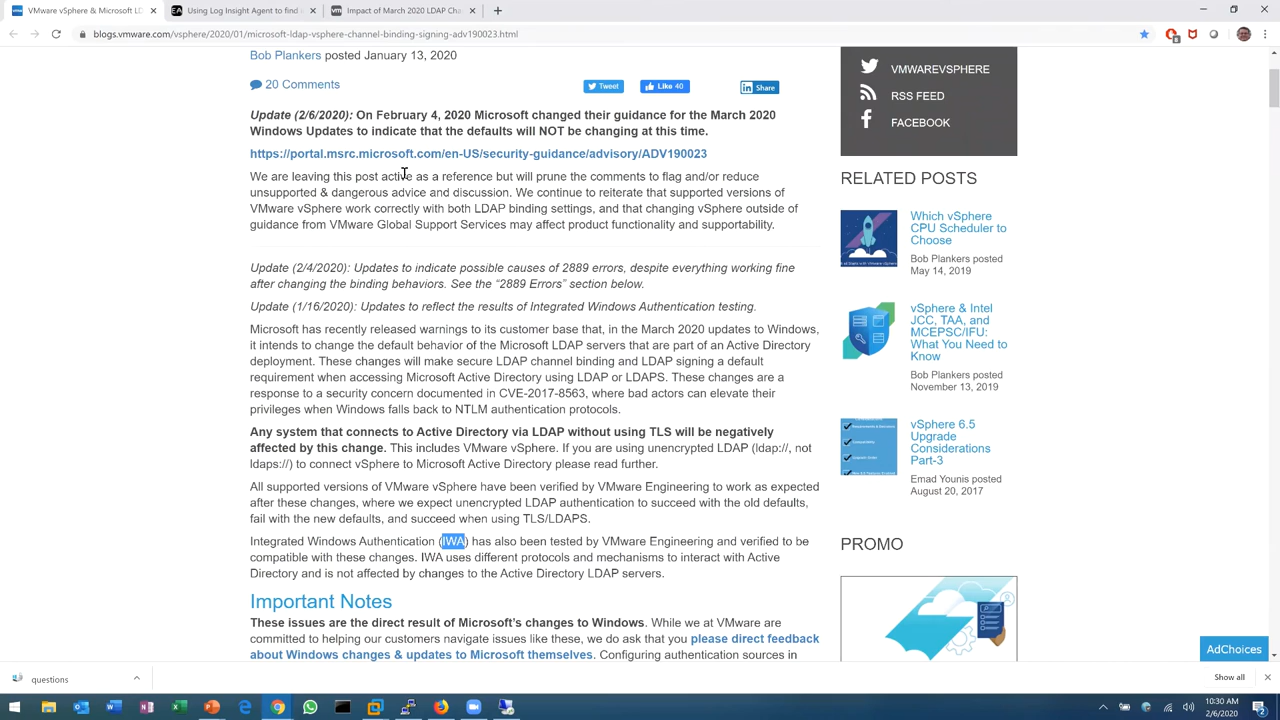 VMware vSphere & Microsoft LD
Using Log Insight Agent to find
Impact of March 2020 LDAP Cha
blogs.vmware.com/vsphere/2020/01/microsoft-ldap-vsphere-channel-binding-signing-adv190023.html
Bob Plankers posted January 13, 2020
20 Comments
Tweet
Like 40
Share
Update (2/6/2020): On February 4, 2020 Microsoft changed their guidance for the March 2020
Windows Updates to indicate that the defaults will NOT be changing at this time.
https://portal.msrc.microsoft.com/en-US/security-guidance/advisory/ADV190023
We are leaving this post active as a reference but will prune the comments to flag and/or reduce
unsupported & dangerous advice and discussion. We continue to reiterate that supported versions of
VMware vSphere work correctly with both LDAP binding settings, and that changing vSphere outside of
guidance from VMware Global Support Services may affect product functionality and supportability.
Update (2/4/2020): Updates to indicate possible causes of 2889 errors, despite everything working fine
after changing the binding behaviors. See the “2889 Errors” section below.
Update (1/16/2020): Updates to reflect the results of Integrated Windows Authentication testing.
Microsoft has recently released warnings to its customer base that, in the March 2020 updates to Windows,
it intends to change the default behavior of the Microsoft LDAP servers that are part of an Active Directory
deployment. These changes will make secure LDAP channel binding and LDAP signing a default
requirement when accessing Microsoft Active Directory using LDAP or LDAPS. These changes are a
response to a security concern documented in CVE-2017-8563, where bad actors can elevate their
privileges when Windows falls back to NTLM authentication protocols.
Any system that connects to Active Directory via LDAP without using TLS will be negatively
affected by this change. This includes VMware vSphere. If you are using unencrypted LDAP (ldap://, not
ldaps://) to connect vSphere to Microsoft Active Directory please read further.
All supported versions of VMware vSphere have been verified by VMware Engineering to work as expected
after these changes, where we expect unencrypted LDAP authentication to succeed with the old defaults,
fail with the new defaults, and succeed when using TLS/LDAPS.
Integrated Windows Authentication (IWA) has also been tested by VMware Engineering and verified to be
compatible with these changes. IWA uses different protocols and mechanisms to interact with Active
Directory and is not affected by changes to the Active Directory LDAP servers.
Important Notes
These issues are the direct result of Microsoft’s changes to Windows. While we at VMware are
committed to helping our customers navigate issues like these, we do ask that you please direct feedback
about Windows changes & updates to Microsoft themselves. Configuring authentication sources in
VMWAREVSPHERE
RSS FEED
FACEBOOK
RELATED POSTS
Which vSphere
CPU Scheduler to
Choose
Bob Plankers posted
May 14, 2019
vSphere & Intel
JCC, TAA, and
MCEPSC/IFU:
What You Need to
Know
Bob Plankers posted
November 13, 2019
vSphere 6.5
Upgrade
Considerations
Part-3
Emad Younis posted
August 20, 2017
PROMO
AdChoices
questions
Show all
10:30 AM
2/6/2020